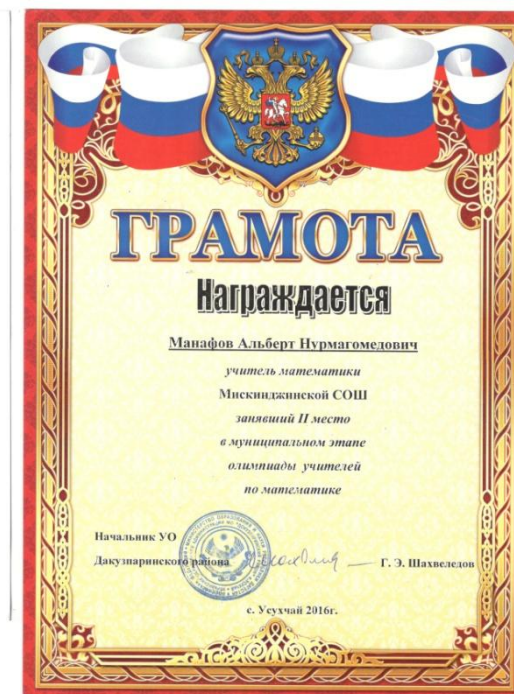 ГРАМОТА
Награждается
Манафов Альберт Нурмагомедович
учитель математики
Мискинджинской СОШ
занявший II место
в муниципальном этапе
олимпиады учителей
по математике
Начальник УО
Дакузпаринского района Г. Э. Шахвеледов
с. Усухчай 2016г.